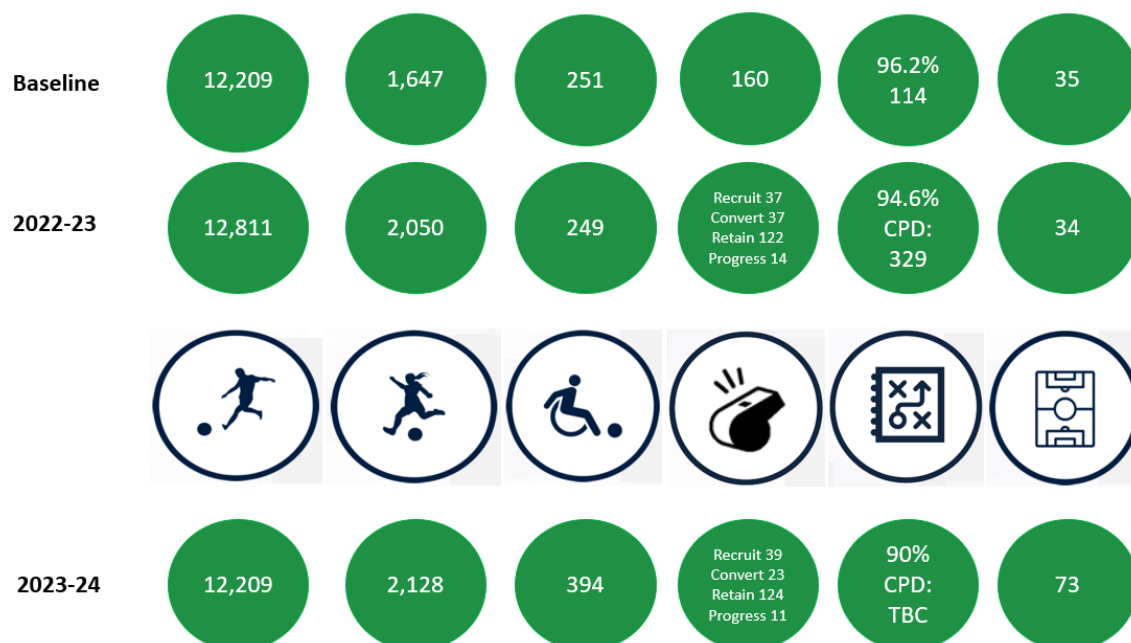 Baseline
12,209
1,647
251
160
96.2%
114
35
2022-23
12,811
2,050
249
Recruit 37
Convert 37
Retain 122
Progress 14
94.6%
CPD:
329
34
2023-24
12,209
2,128
394
Recruit 39
Convert 23
Retain 124
Progress 11
90%
CPD:
TBC
73